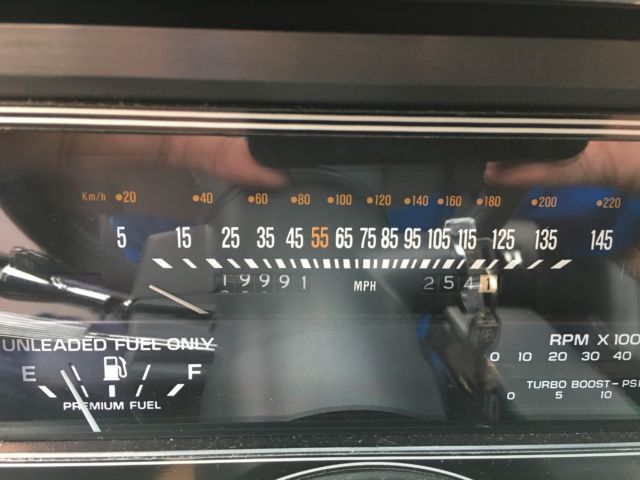 Km/h 20 40 60 80 100 120 140 160 180 200 220
5 15 25 35 45 55 65 75 85 95 105 115 125 135 145
9991 MPH 254 1
UNLEADED FUEL ONLY
RPM X 100
0 10 20 30 40
E F
TURBO BOOST-PSI
PREMIUM FUEL
0 5 10